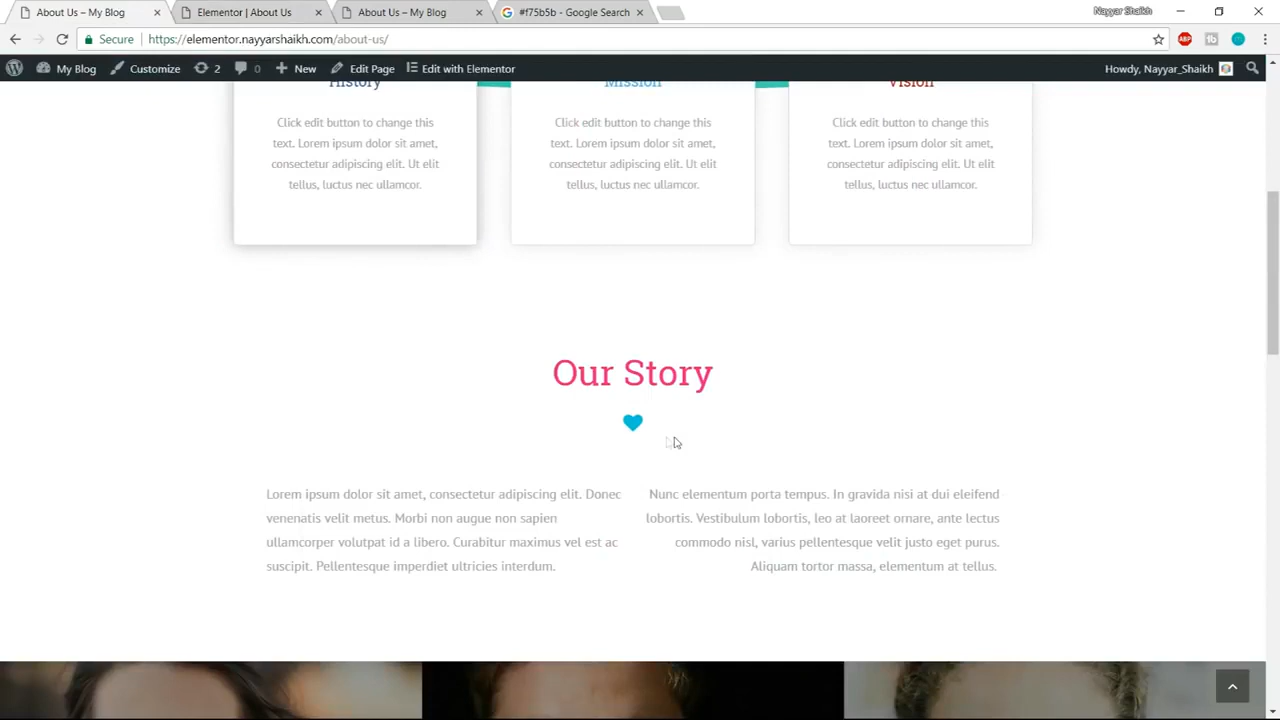 About Us – My Blog
Elementor | About Us
About Us – My Blog
#f75b5b - Google Search
Nayyar Shaikh
Secure
https://elementor.nayyarshaikh.com/about-us/
ABP
My Blog
Customize
2
0
New
Edit Page
Edit with Elementor
Howdy, Nayyar_Shaikh
History
Mission
Vision
Click edit button to change this
text. Lorem ipsum dolor sit amet,
consectetur adipiscing elit. Ut elit
tellus, luctus nec ullamcor.
Click edit button to change this
text. Lorem ipsum dolor sit amet,
consectetur adipiscing elit. Ut elit
tellus, luctus nec ullamcor.
Click edit button to change this
text. Lorem ipsum dolor sit amet,
consectetur adipiscing elit. Ut elit
tellus, luctus nec ullamcor.
Our Story
Lorem ipsum dolor sit amet, consectetur adipiscing elit. Donec
venenatis velit metus. Morbi non augue non sapien
ullamcorper volutpat id a libero. Curabitur maximus vel est ac
suscipit. Pellentesque imperdiet ultricies interdum.
Nunc elementum porta tempus. In gravida nisi at dui eleifend
lobortis. Vestibulum lobortis, leo at laoreet ornare, ante lectus
commodo nisl, varius pellentesque velit justo eget purus.
Aliquam tortor massa, elementum at tellus.